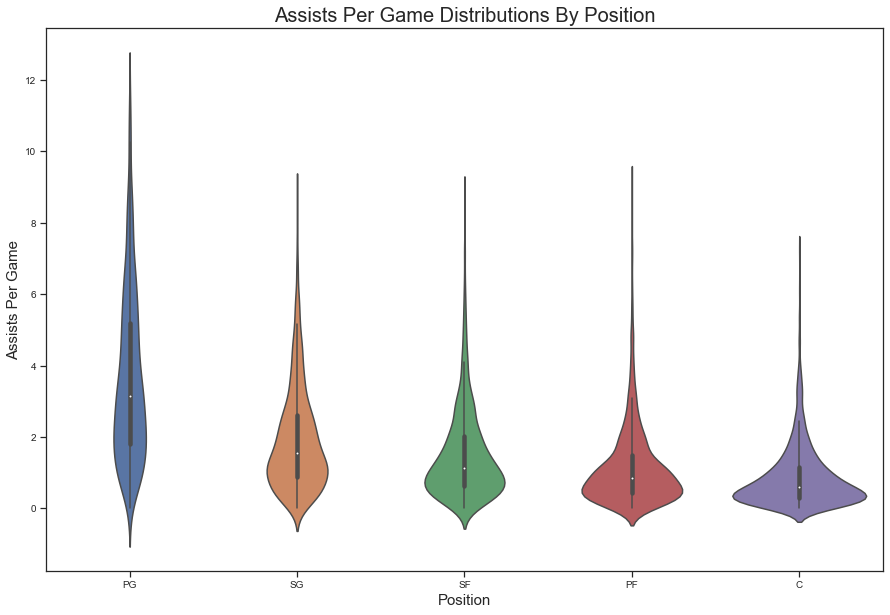 Assists Per Game Distributions By Position
Assists Per Game
12
10
8
6
4
2
0
PG SG SF PF C
Position